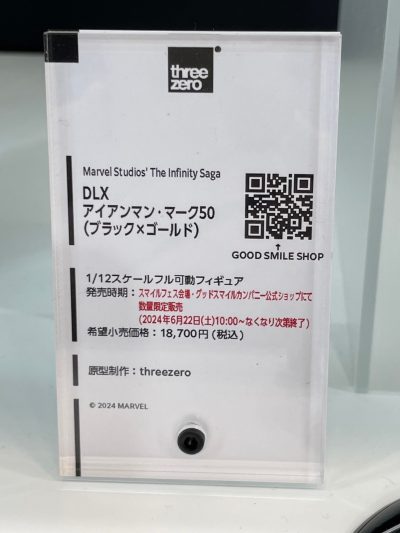 three
zero
Marvel Studios' The Infinity Saga
DLX
アイアンマン・マーク50
(ブラック×ゴールド)
GOOD SMILE SHOP
1/12スケールフル可動フィギュア
発売時期：スマイルフェス会場・グッドスマイルカンパニー公式ショップにて
数量限定販売
(2024年6月22日(土)10:00~なくなり次第終了)
希望小売価格：18,700円(税込)
原型制作：threezero
© 2024 MARVEL